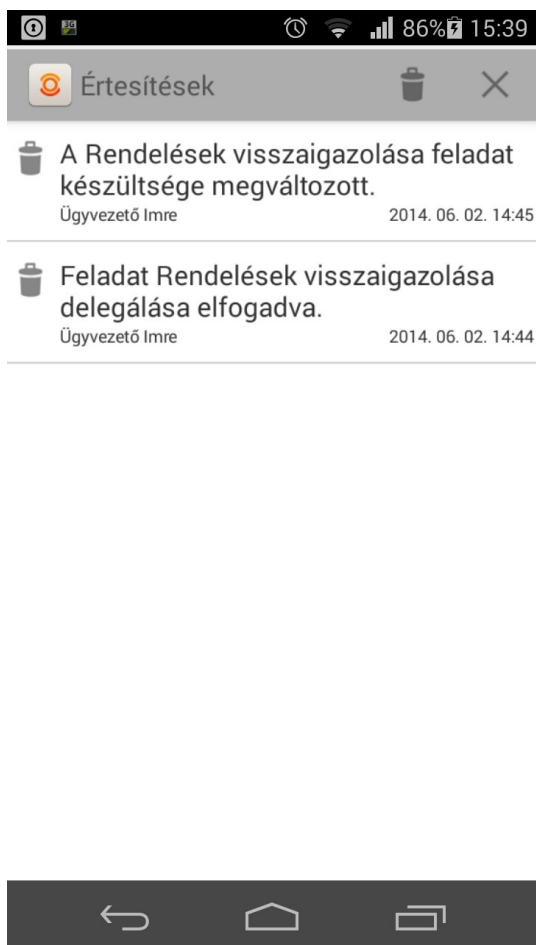 3G
86% 15:39
Értesítések
A Rendelések visszaigazolása feladat
készültsége megváltozott.
Ügyvezető Imre 2014. 06. 02. 14:45
Feladat Rendelések visszaigazolása
delegálása elfogadva.
Ügyvezető Imre 2014. 06. 02. 14:44